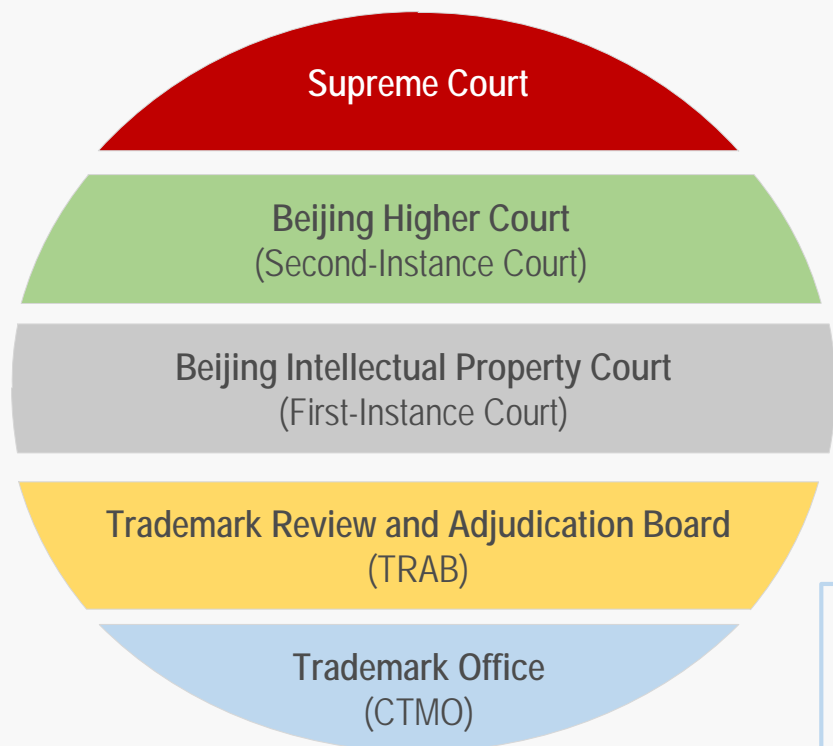 Supreme Court
Beijing Higher Court
(Second-Instance Court)
Beijing Intellectual Property Court
(First-Instance Court)
Trademark Review and Adjudication Board
(TRAB)
Trademark Office
(CTMO)